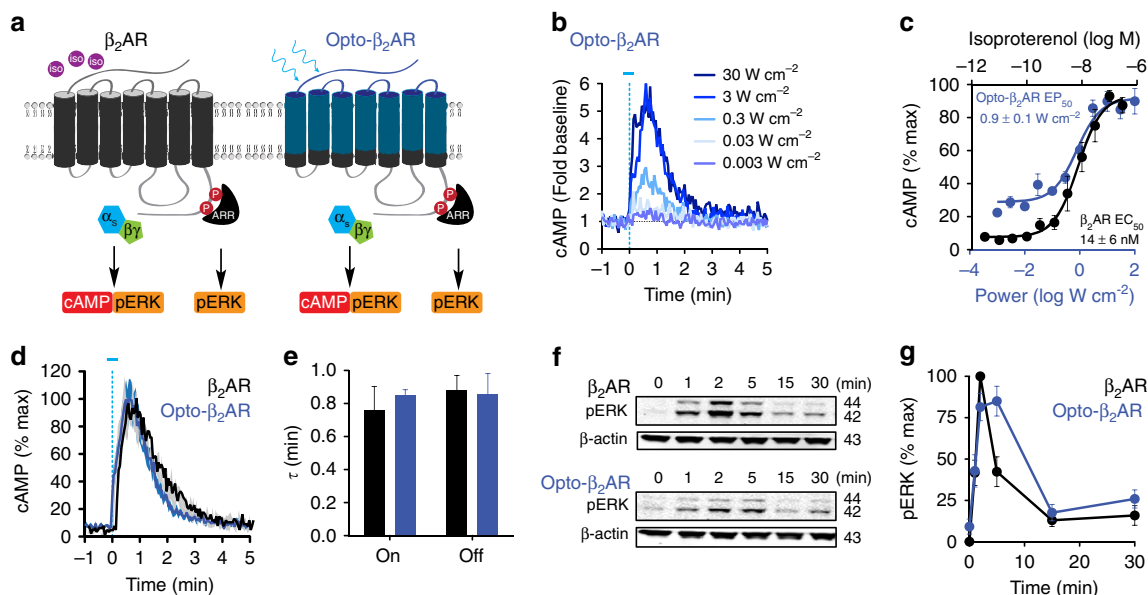 a
β₂AR
Opto-β₂AR
iso iso iso
P
P
ARR
αs
βγ
cAMP pERK
pERK
P
P
ARR
αs
βγ
cAMP pERK
pERK
b
Opto-β₂AR
cAMP (Fold baseline)
6
5
4
3
2
1
0
30 W cm⁻²
3 W cm⁻²
0.3 W cm⁻²
0.03 W cm⁻²
0.003 W cm⁻²
–1 0 1 2 3 4 5
Time (min)
c
Isoproterenol (log M)
–12 –10 –8 –6
cAMP (% max)
100
80
60
40
20
0
Opto-β₂AR EP₅₀
0.9 ± 0.1 W cm⁻²
β₂AR EC₅₀
14 ± 6 nM
–4 –2 0 2
Power (log W cm⁻²)
d
cAMP (% max)
120
100
80
60
40
20
0
β₂AR
Opto-β₂AR
–1 0 1 2 3 4 5
Time (min)
e
τ (min)
1.0
0.8
0.6
0.4
0.2
0.0
On Off
f
β₂AR 0 1 2 5 15 30 (min)
pERK 44
42
β-actin 43
Opto-β₂AR
pERK 44
42
β-actin 43
g
pERK (% max)
100
75
50
25
0
β₂AR
Opto-β₂AR
0 10 20 30
Time (min)